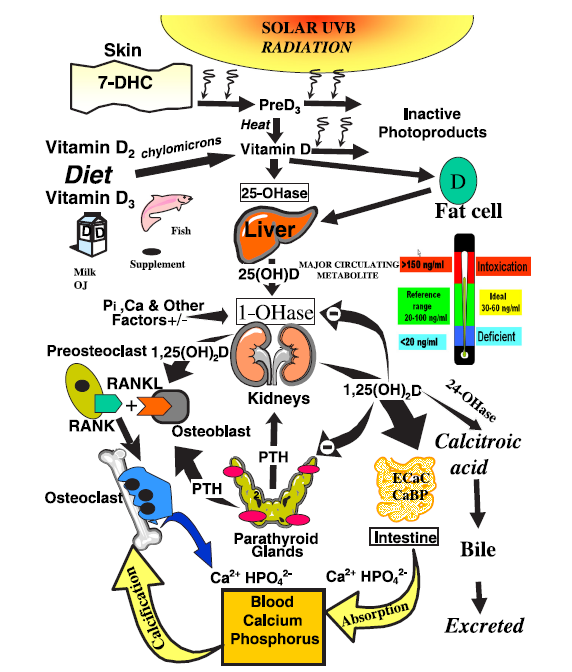 SOLAR UVB
RADIATION
Skin
7-DHC
PreD₃
Heat
Inactive
Photoproducts
Vitamin D₂ chylomicrons
Vitamin D
Diet
Vitamin D₃
D
Fat cell
25-OHase
Fish
Liver
Milk
OJ
Supplement
25(OH)D
MAJOR CIRCULATING
METABOLITE
>150 ng/ml
Intoxication
Reference
range
20-100 ng/ml
Ideal
30-60 ng/ml
<20 ng/ml
Deficient
Pi ,Ca & Other
Factors+/-
1-OHase
Preosteoclast
1,25(OH)₂D
Kidneys
1,25(OH)₂D
24-OHase
RANKL
RANK
+
Osteoblast
Calcitroic
acid
PTH
PTH
ECaC
CaBP
Osteoclast
2
Parathyroid
Glands
Intestine
Bile
Ca²⁺ HPO₄²⁻
Ca²⁺ HPO₄²⁻
Calcification
Blood
Calcium
Phosphorus
Absorption
Excreted